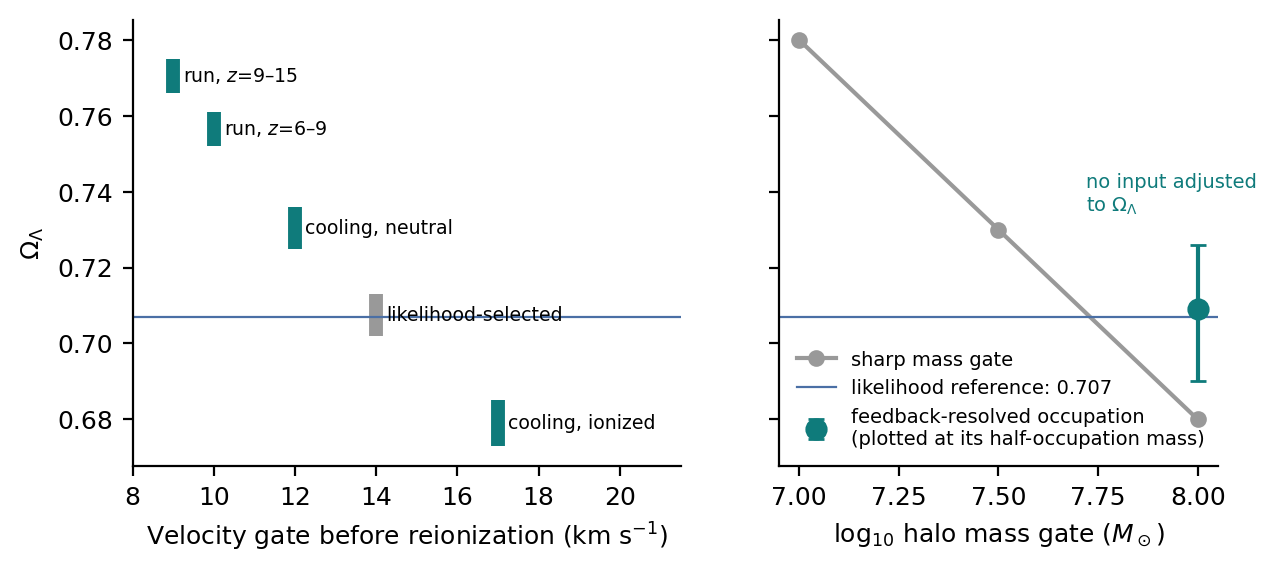 0.78
0.76
0.74
0.72
0.70
0.68
Ω_Λ
run, z=9–15
run, z=6–9
cooling, neutral
likelihood-selected
cooling, ionized
8 10 12 14 16 18 20
Velocity gate before reionization (km s⁻¹)
no input adjusted
to Ω_Λ
sharp mass gate
likelihood reference: 0.707
feedback-resolved occupation
(plotted at its half-occupation mass)
7.00 7.25 7.50 7.75 8.00
log₁₀ halo mass gate (M_⊙)